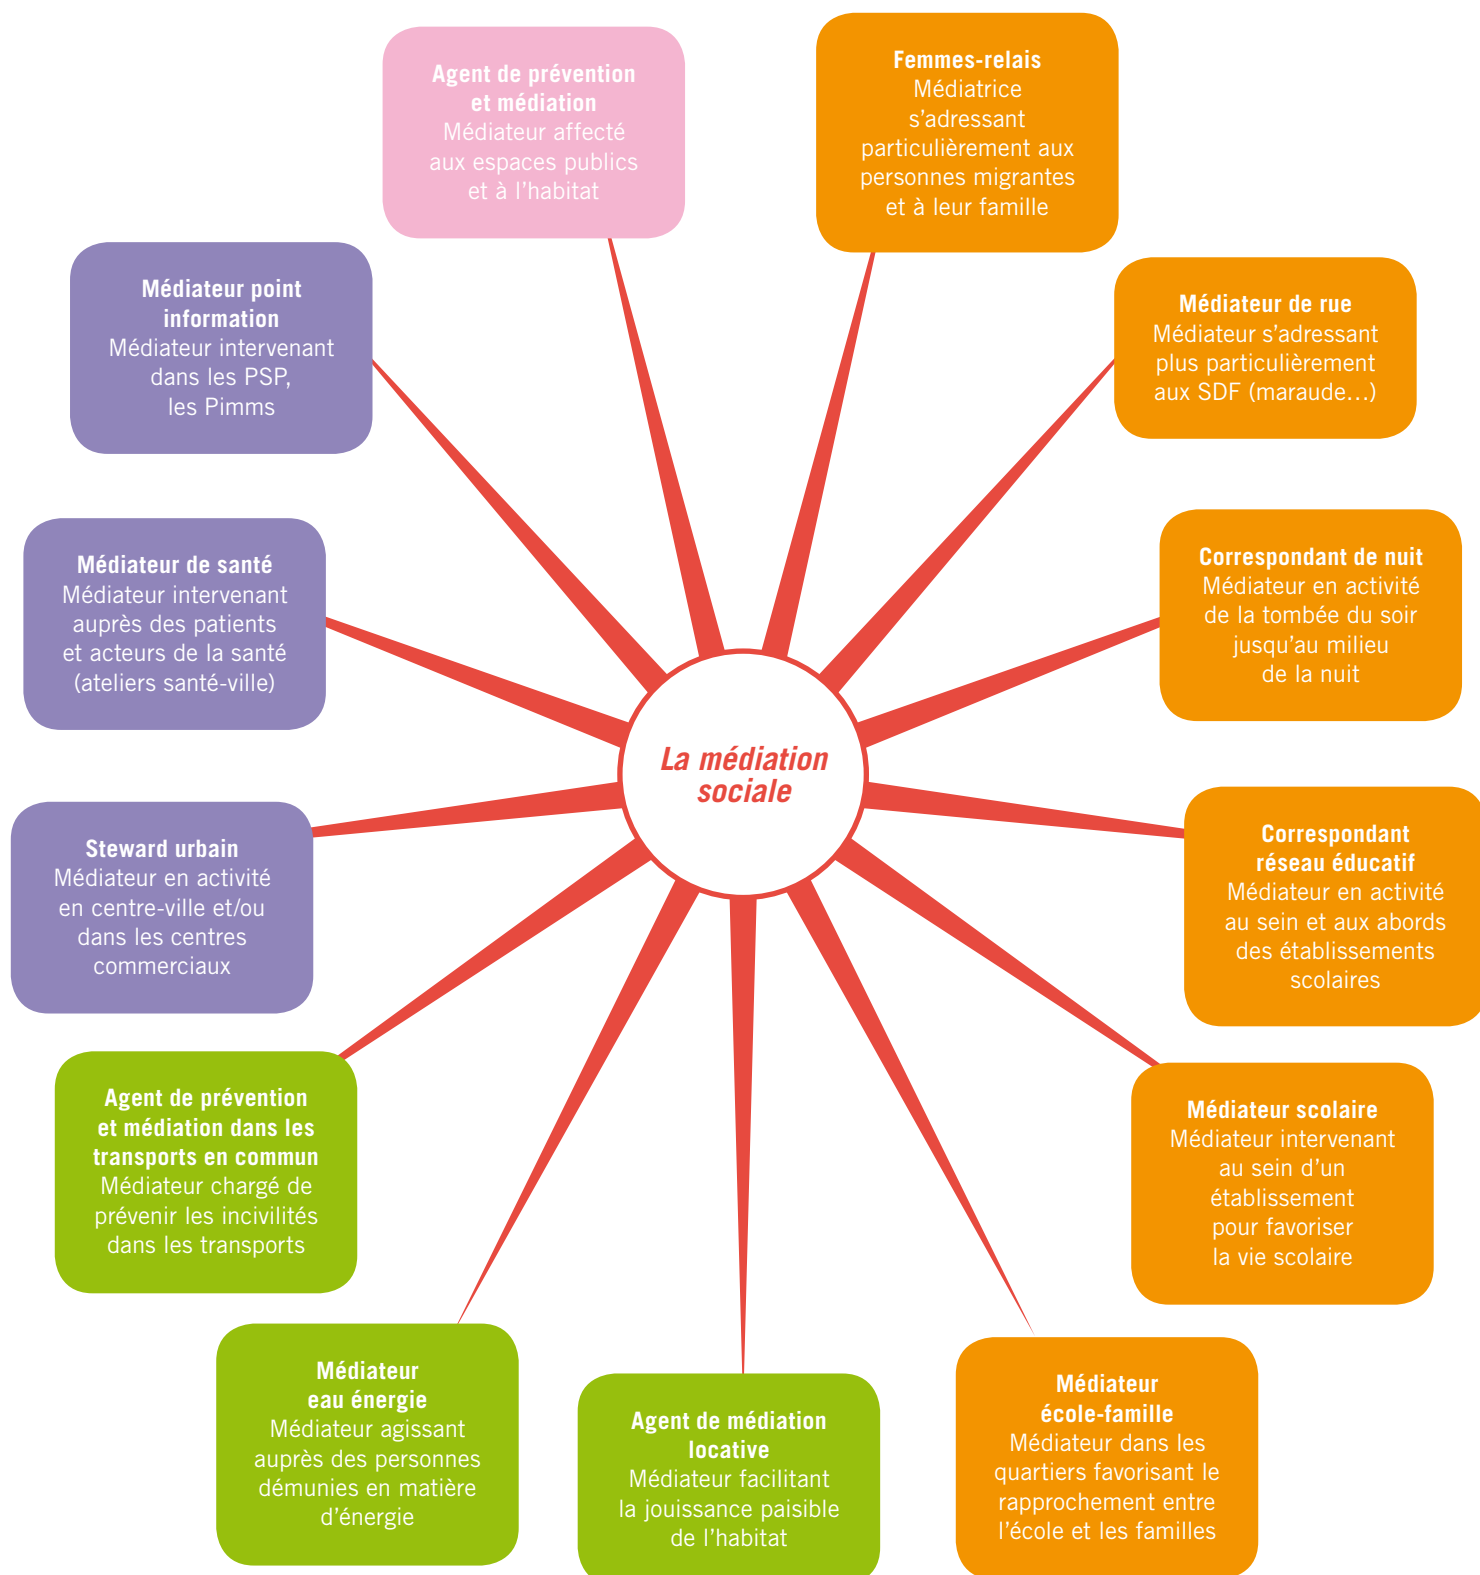 Agent de prévention
et médiation
Médiateur affecté
aux espaces publics
et à l'habitat
Femmes-relais
Médiatrice
s'adressant
particulièrement aux
personnes migrantes
et à leur famille
Médiateur point
information
Médiateur intervenant
dans les PSP,
les Pimms
Médiateur de rue
Médiateur s'adressant
plus particulièrement
aux SDF (maraude…)
Médiateur de santé
Médiateur intervenant
auprès des patients
et acteurs de la santé
(ateliers santé-ville)
Correspondant de nuit
Médiateur en activité
de la tombée du soir
jusqu'au milieu
de la nuit
La médiation
sociale
Steward urbain
Médiateur en activité
en centre-ville et/ou
dans les centres
commerciaux
Correspondant
réseau éducatif
Médiateur en activité
au sein et aux abords
des établissements
scolaires
Agent de prévention
et médiation dans les
transports en commun
Médiateur chargé de
prévenir les incivilités
dans les transports
Médiateur scolaire
Médiateur intervenant
au sein d'un
établissement
pour favoriser
la vie scolaire
Médiateur
eau énergie
Médiateur agissant
auprès des personnes
démunies en matière
d'énergie
Agent de médiation
locative
Médiateur facilitant
la jouissance paisible
de l'habitat
Médiateur
école-famille
Médiateur dans les
quartiers favorisant le
rapprochement entre
l'école et les familles